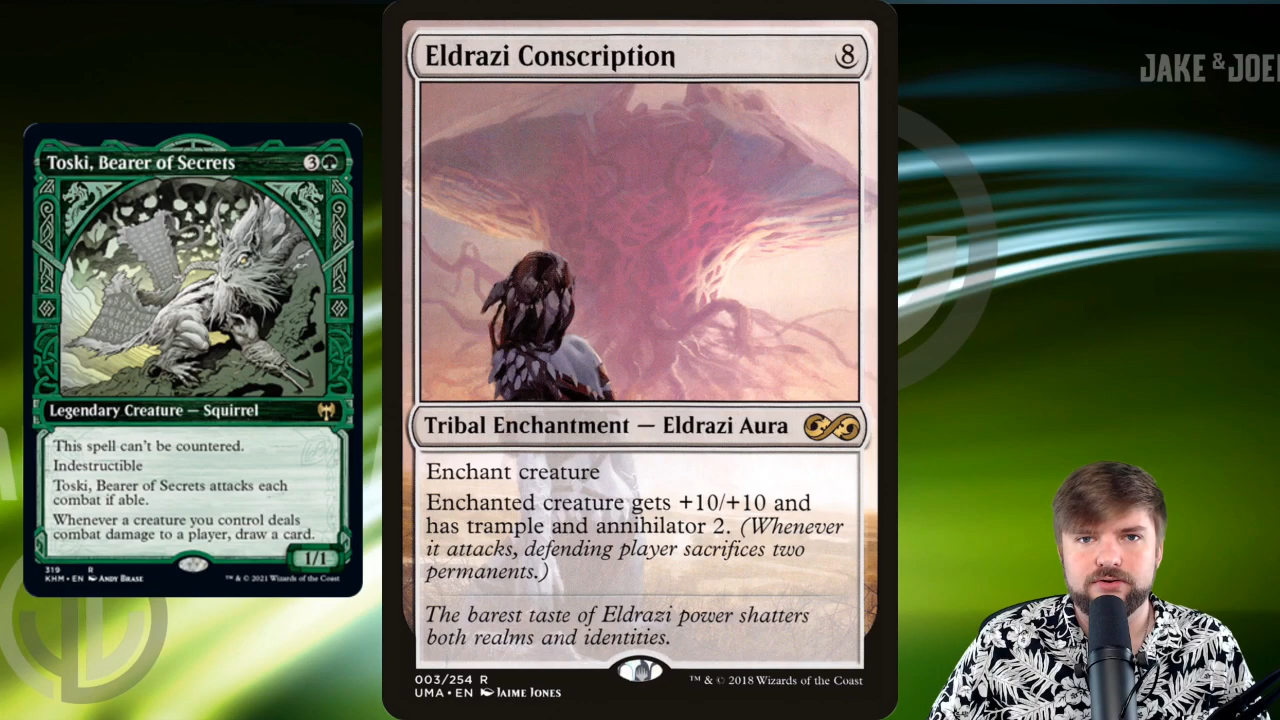 JAKE & JOE
Toski, Bearer of Secrets 3
Legendary Creature — Squirrel
This spell can't be countered.
Indestructible
Toski, Bearer of Secrets attacks each
combat if able.
Whenever a creature you control deals
combat damage to a player, draw a card.
1/1
319 R
KHM • EN ANDY BRASE
™ & © 2021 Wizards of the Coast
Eldrazi Conscription 8
Tribal Enchantment — Eldrazi Aura
Enchant creature
Enchanted creature gets +10/+10 and
has trample and annihilator 2. (Whenever
it attacks, defending player sacrifices two
permanents.)
The barest taste of Eldrazi power shatters
both realms and identities.
003/254 R
UMA • EN JAIME JONES
™ & © 2018 Wizards of the Coast